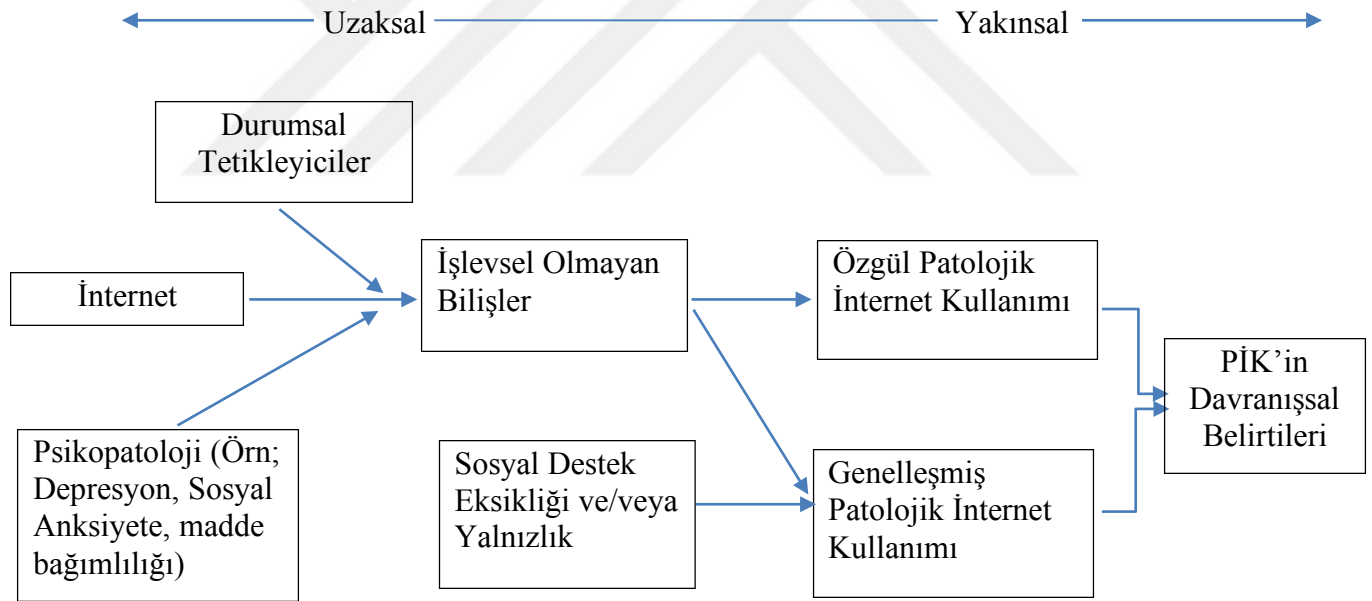 Uzaksal
Yakınsal
Durumsal
Tetikleyiciler
İnternet
İşlevsel Olmayan
Bilişler
Özgül Patolojik
İnternet Kullanımı
PİK’in
Davranışsal
Belirtileri
Psikopatoloji (Örn;
Depresyon, Sosyal
Anksiyete, madde
bağımlılığı)
Sosyal Destek
Eksikliği ve/veya
Yalnızlık
Genelleşmiş
Patolojik İnternet
Kullanımı